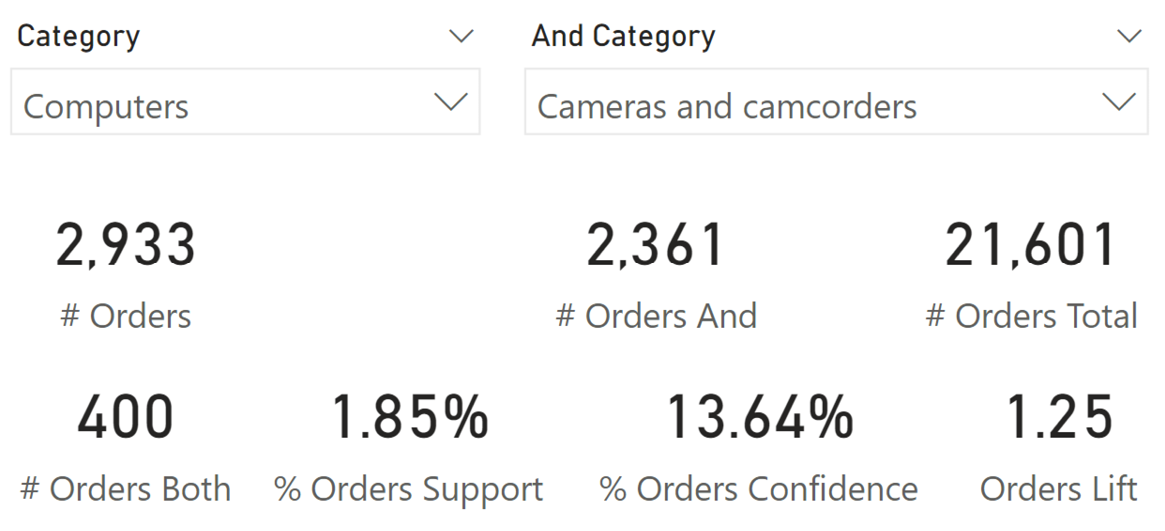 Category And Category
Computers Cameras and camcorders
2,933 2,361 21,601
# Orders # Orders And # Orders Total
400 1.85% 13.64% 1.25
# Orders Both % Orders Support % Orders Confidence Orders Lift